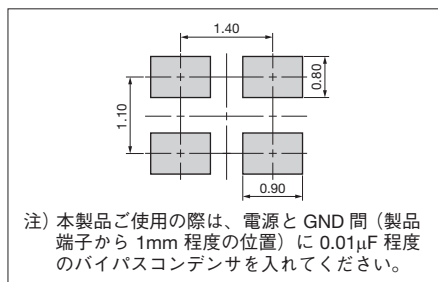 1.40
0.80
1.10
0.90
注) 本製品ご使用の際は、電源と GND 間（製品
端子から 1mm 程度の位置）に 0.01μF 程度
のバイパスコンデンサを入れてください。